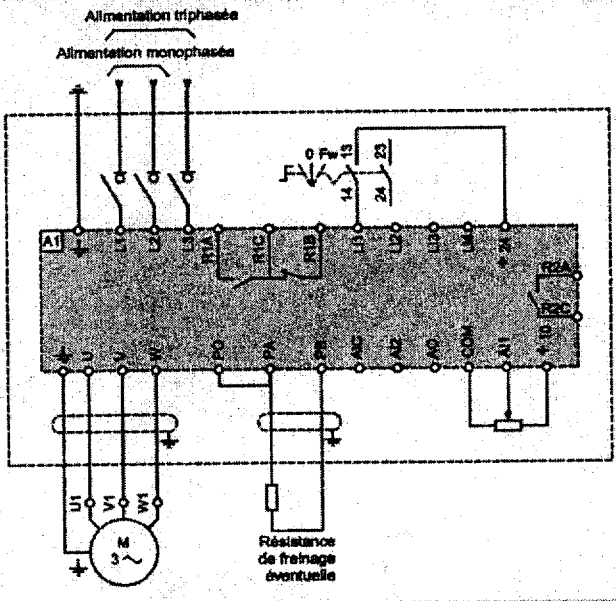 Alimentation triphasée
Alimentation monophasée
0 Fw 13 23
14 24
A1 L1 L2 L3 R1A R1C R1B LI1 LI2 LI3 LI4 + 24
R2A
R2C
U V W PO PA PB AIC AI2 AO COM AI1 + 10
U1 V1 W1
M
3 ~
Résistance
de freinage
éventuelle